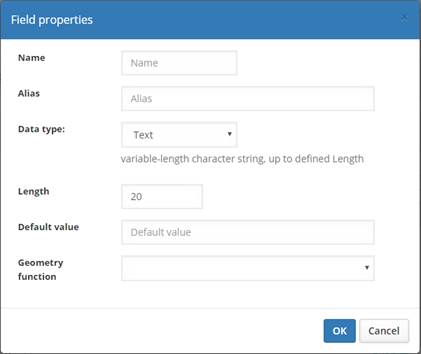 Field properties ×
Name Name
Alias Alias
Data type: Text
variable-length character string, up to defined Length
Length 20
Default value Default value
Geometry
function
OK Cancel